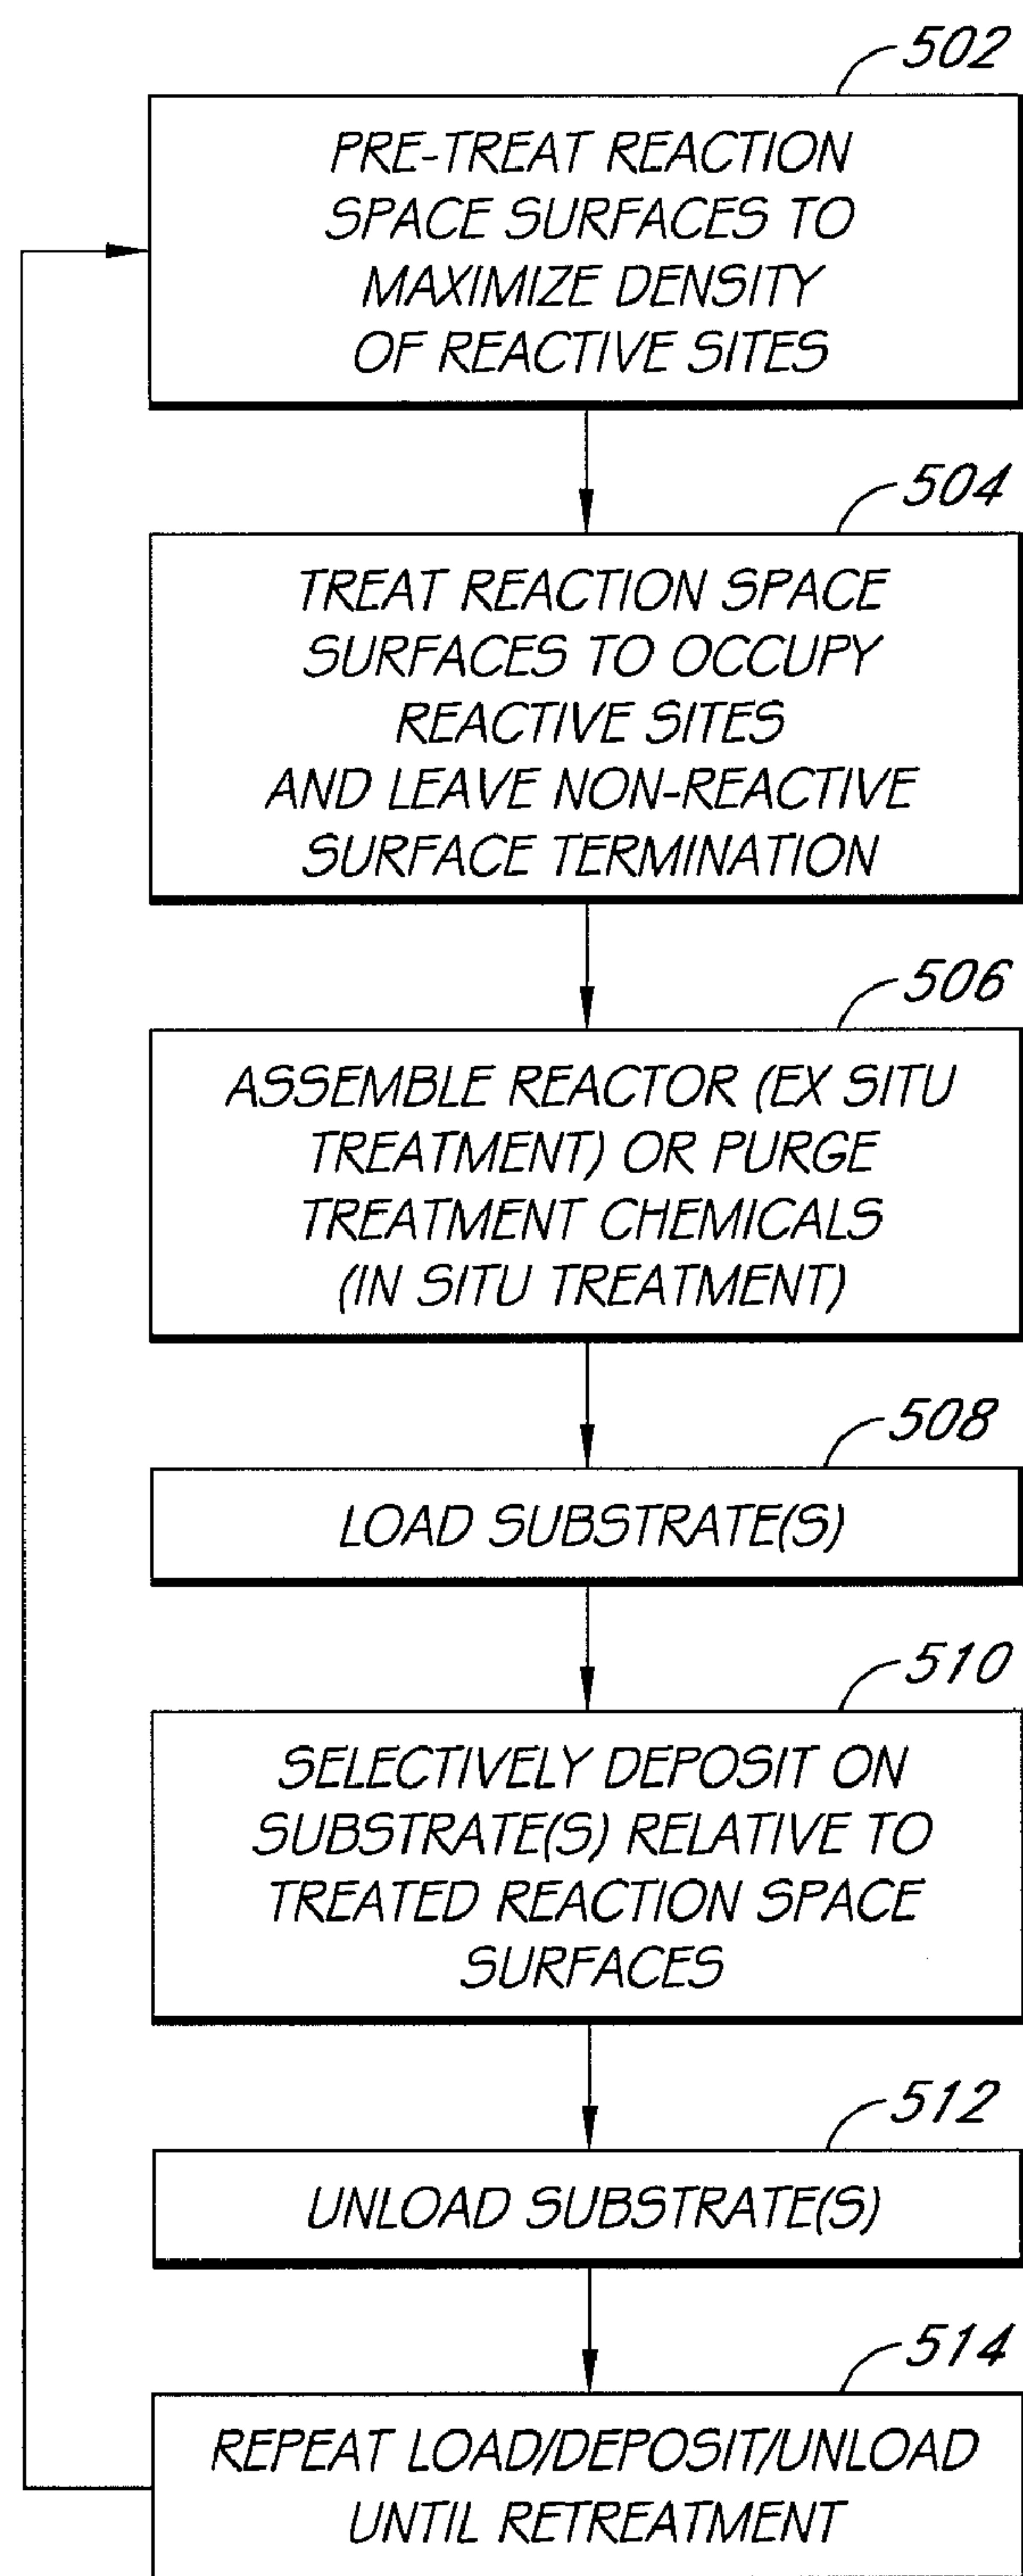 502
PRE-TREAT REACTION
SPACE SURFACES TO
MAXIMIZE DENSITY
OF REACTIVE SITES
504
TREAT REACTION SPACE
SURFACES TO OCCUPY
REACTIVE SITES
AND LEAVE NON-REACTIVE
SURFACE TERMINATION
506
ASSEMBLE REACTOR (EX SITU
TREATMENT) OR PURGE
TREATMENT CHEMICALS
(IN SITU TREATMENT)
508
LOAD SUBSTRATE(S)
510
SELECTIVELY DEPOSIT ON
SUBSTRATE(S) RELATIVE TO
TREATED REACTION SPACE
SURFACES
512
UNLOAD SUBSTRATE(S)
514
REPEAT LOAD/DEPOSIT/UNLOAD
UNTIL RETREATMENT